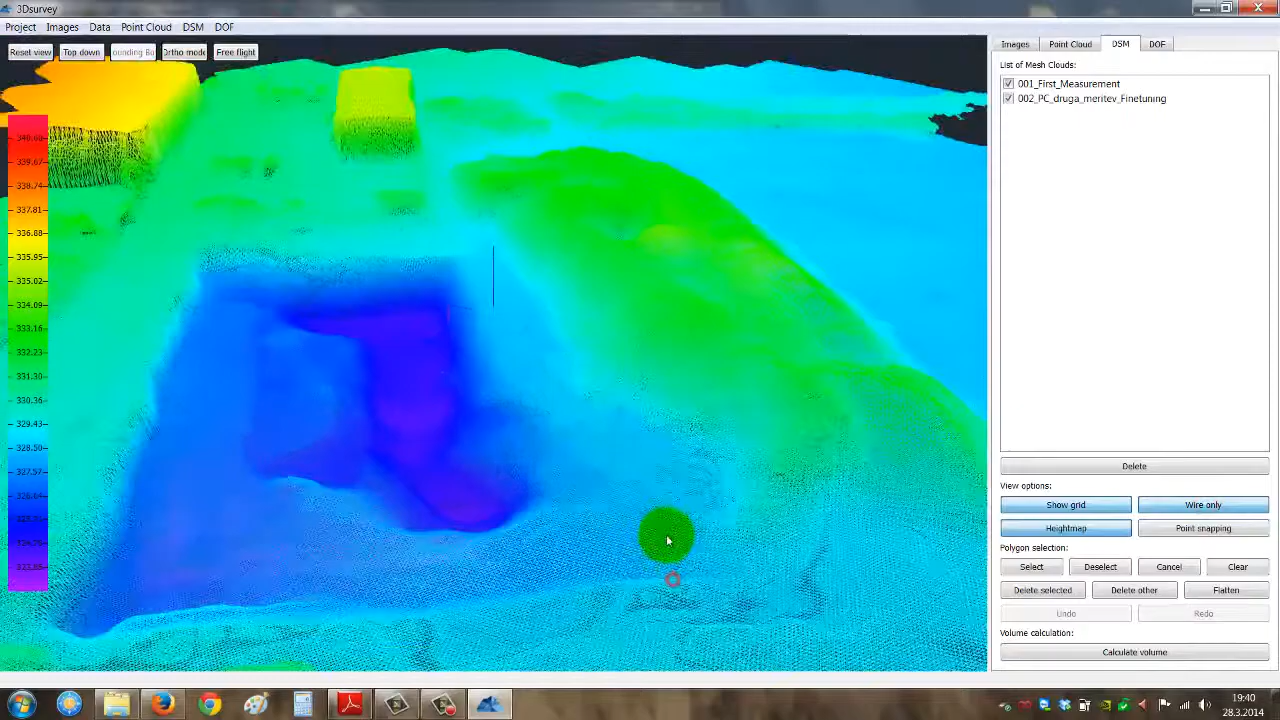 3Dsurvey
Project Images Data Point Cloud DSM DOF
Reset view Top down ounding Bo Ortho mode Free flight
Images Point Cloud DSM DOF
List of Mesh Clouds:
001_First_Measurement
002_PC_druga_meritev_Finetuning
340.60
339.67
338.74
337.81
336.88
335.95
335.02
334.09
333.16
332.23
331.30
330.36
329.43
328.50
327.57
Delete
View options:
Show grid Wire only
Heightmap Point snapping
Polygon selection:
Select Deselect Cancel Clear
Delete selected Delete other Flatten
Undo Redo
Volume calculation:
Calculate volume
19:40
28.3.2014